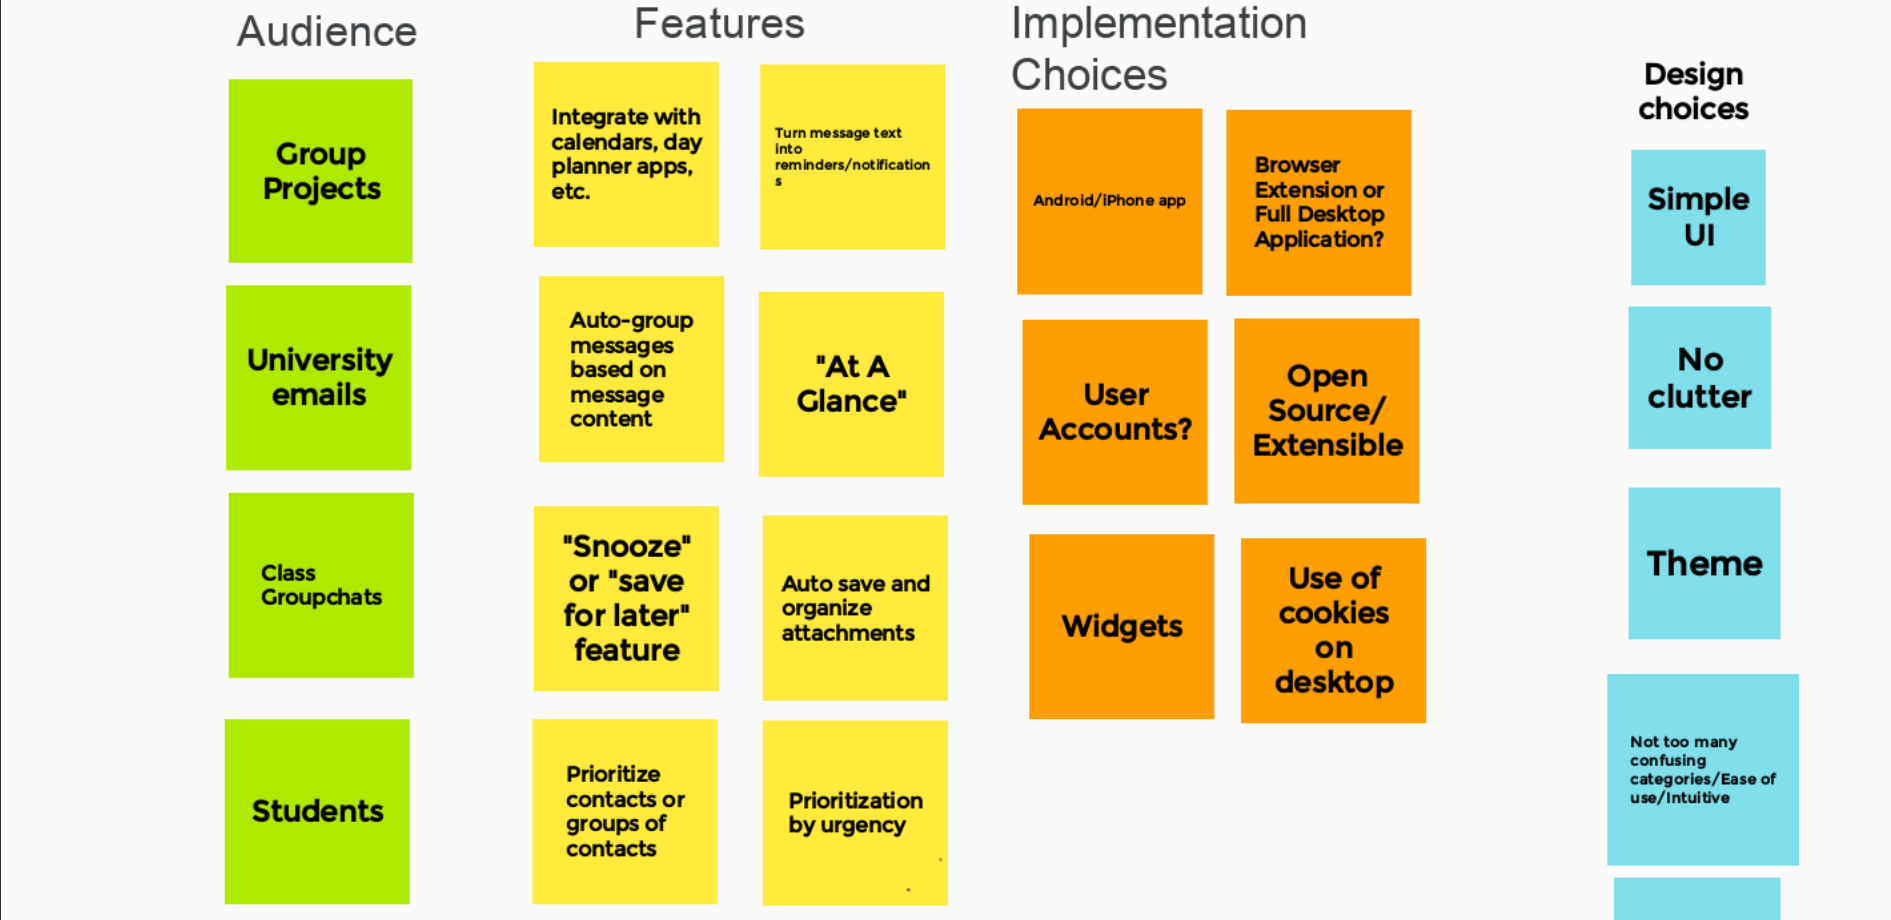 Audience
Group
Projects
University
emails
Class
Groupchats
Students
Features
Integrate with
calendars, day
planner apps,
etc.
Turn message text
into
reminders/notification
s
Auto-group
messages
based on
message
content
"At A
Glance"
"Snooze"
or "save
for later"
feature
Auto save and
organize
attachments
Prioritize
contacts or
groups of
contacts
Prioritization
by urgency
Implementation
Choices
Android/iPhone app
Browser
Extension or
Full Desktop
Application?
User
Accounts?
Open
Source/
Extensible
Widgets
Use of
cookies
on
desktop
Design
choices
Simple
UI
No
clutter
Theme
Not too many
confusing
categories/Ease of
use/Intuitive